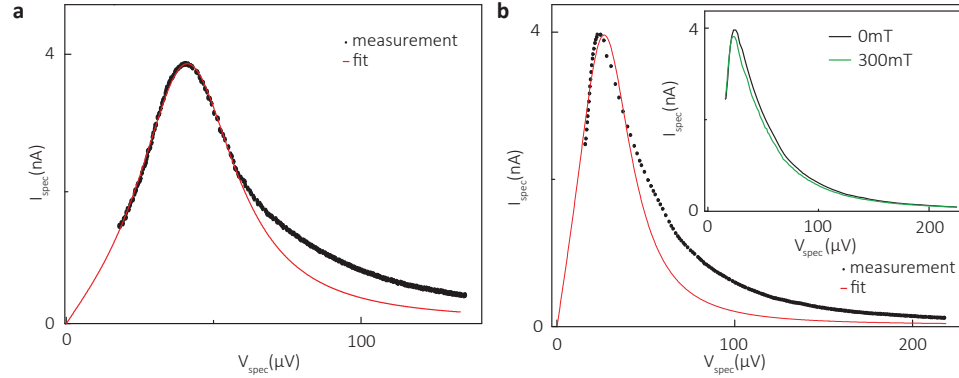 a
• measurement
– fit
4
0
I_spec(nA)
0
100
V_spec(μV)
b
4
0
I_spec(nA)
0
100
200
V_spec(μV)
• measurement
– fit
4
0
I_spec(nA)
— 0mT
— 300mT
0
100
200
V_spec(μV)